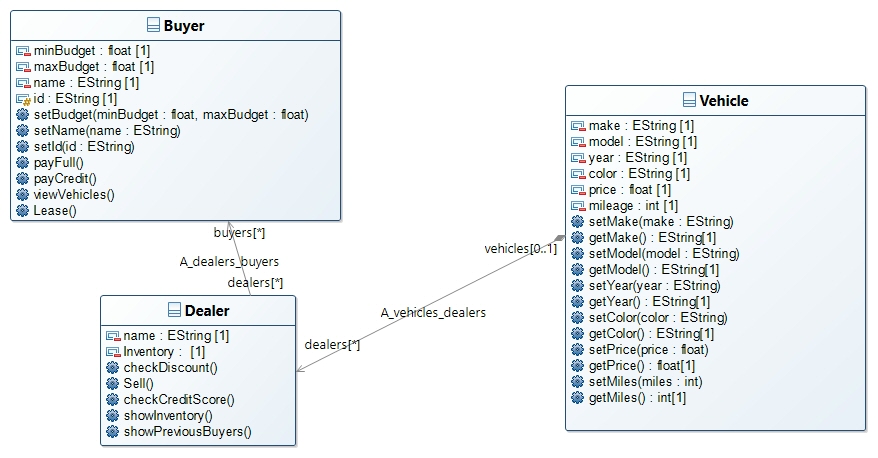 Buyer
minBudget : float [1]
maxBudget : float [1]
name : EString [1]
id : EString [1]
setBudget(minBudget : float, maxBudget : float)
setName(name : EString)
setId(id : EString)
payFull()
payCredit()
viewVehicles()
Lease()
buyers[*]
A_dealers_buyers
dealers[*]
Dealer
name : EString [1]
Inventory :  [1]
checkDiscount()
Sell()
checkCreditScore()
showInventory()
showPreviousBuyers()
vehicles[0..1]
A_vehicles_dealers
dealers[*]
Vehicle
make : EString [1]
model : EString [1]
year : EString [1]
color : EString [1]
price : float [1]
mileage : int [1]
setMake(make : EString)
getMake() : EString[1]
setModel(model : EString)
getModel() : EString[1]
setYear(year : EString)
getYear() : EString[1]
setColor(color : EString)
getColor() : EString[1]
setPrice(price : float)
getPrice() : float[1]
setMiles(miles : int)
getMiles() : int[1]